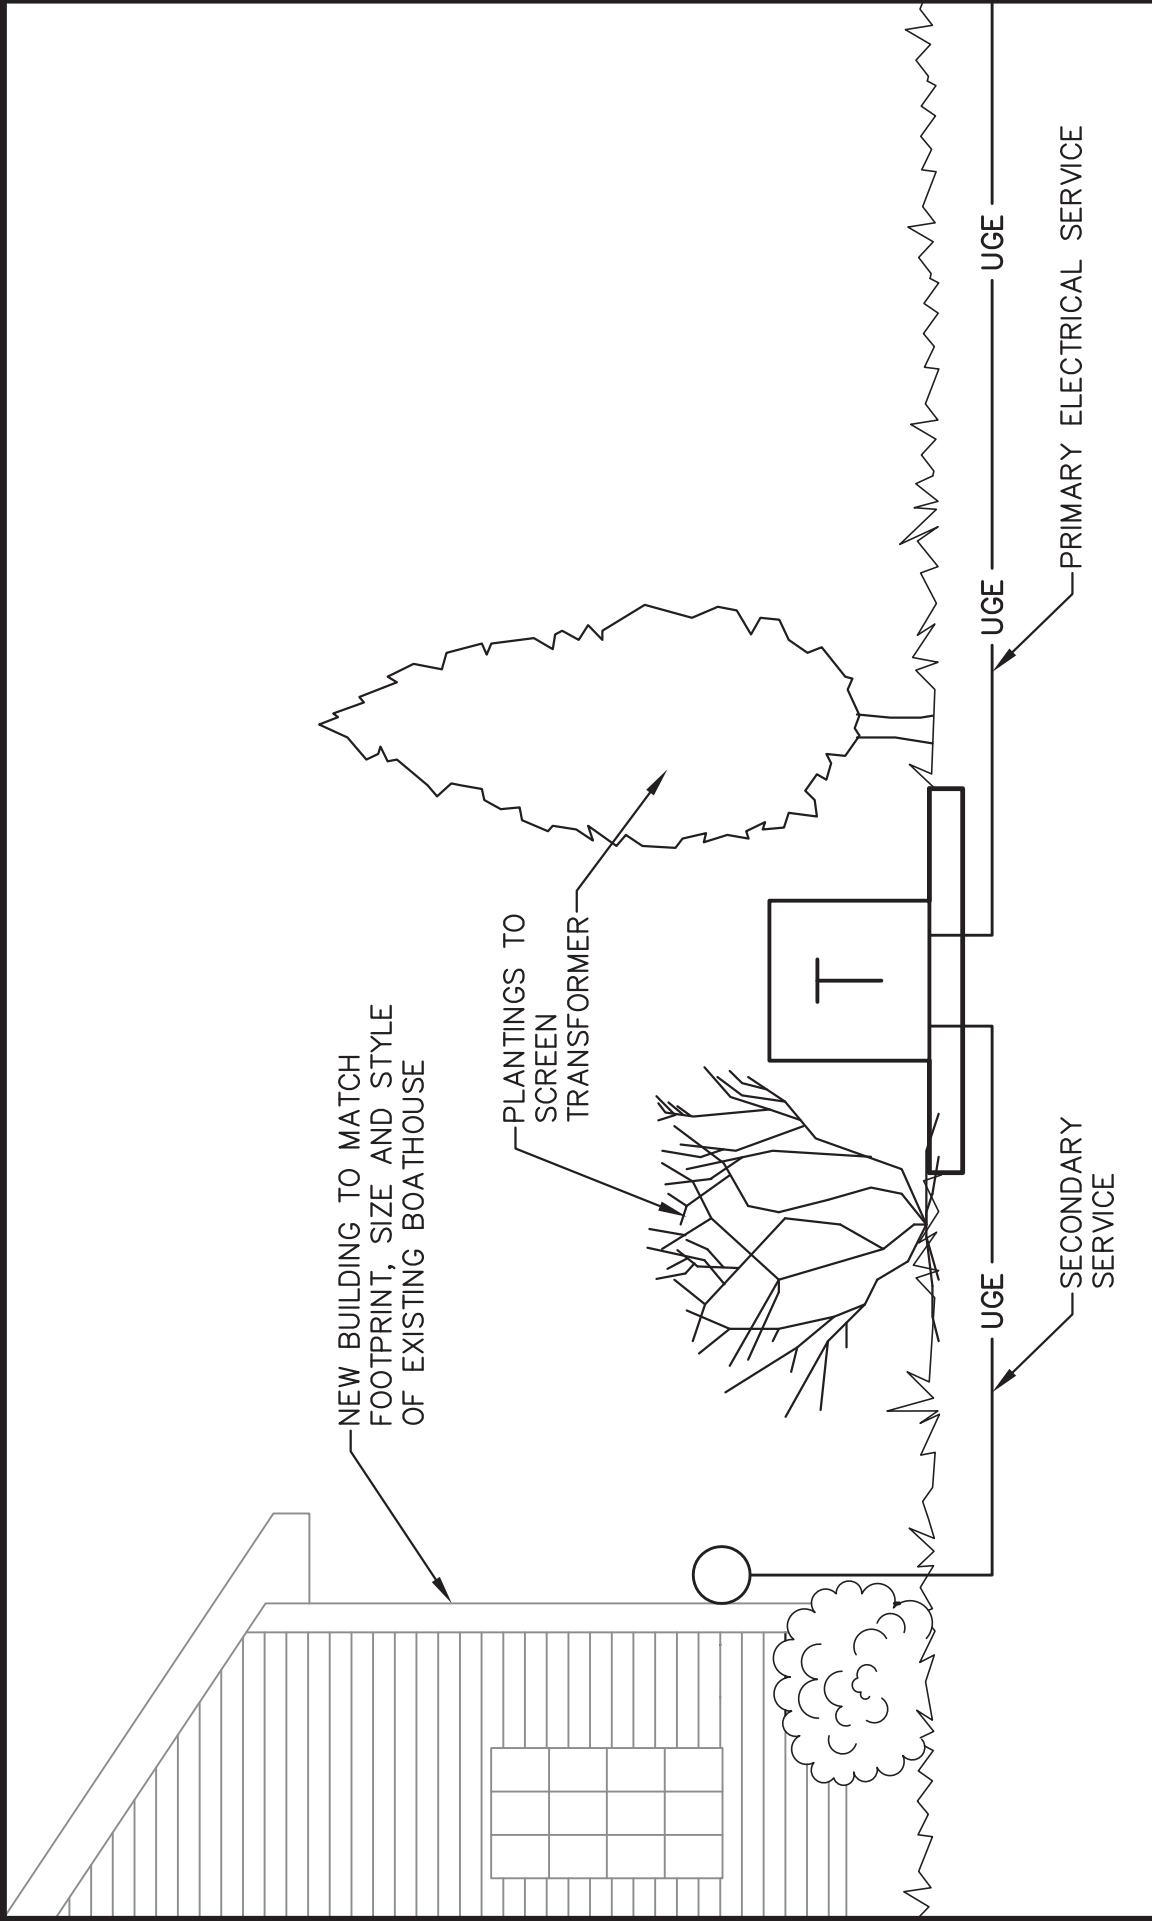 NEW BUILDING TO MATCH
FOOTPRINT, SIZE AND STYLE
OF EXISTING BOATHOUSE
PLANTINGS TO
SCREEN
TRANSFORMER
T
UGE
UGE
UGE
SECONDARY
SERVICE
PRIMARY ELECTRICAL SERVICE